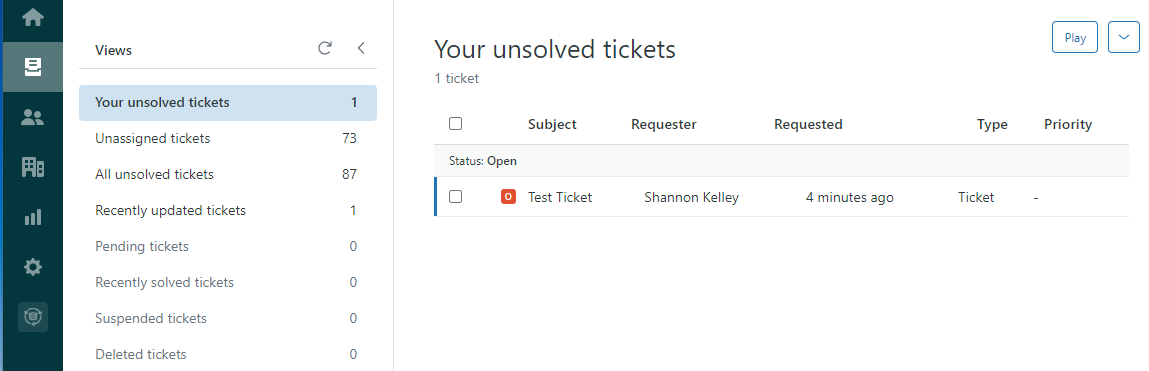 Views
Your unsolved tickets 1
Unassigned tickets 73
All unsolved tickets 87
Recently updated tickets 1
Pending tickets 0
Recently solved tickets 0
Suspended tickets 0
Deleted tickets 0
Your unsolved tickets
1 ticket
Play
Subject Requester Requested Type Priority
Status: Open
O Test Ticket Shannon Kelley 4 minutes ago Ticket -